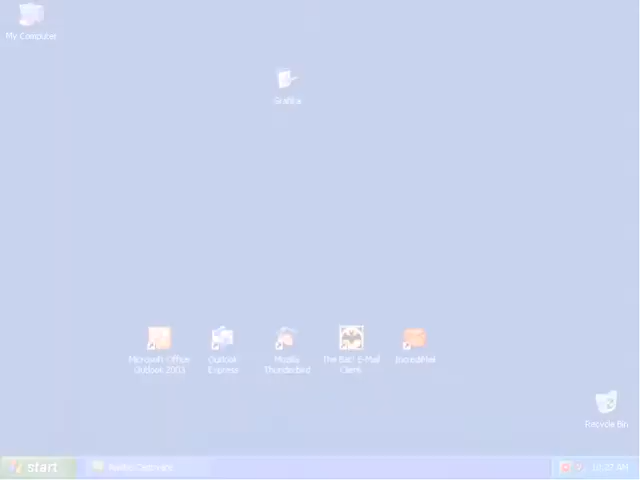 My Computer
Grafika
Microsoft Office
Outlook 2003
Outlook
Express
Mozilla
Thunderbird
The Bat! E-Mail
Client
IncrediMail
Recycle Bin
start
10:27 AM